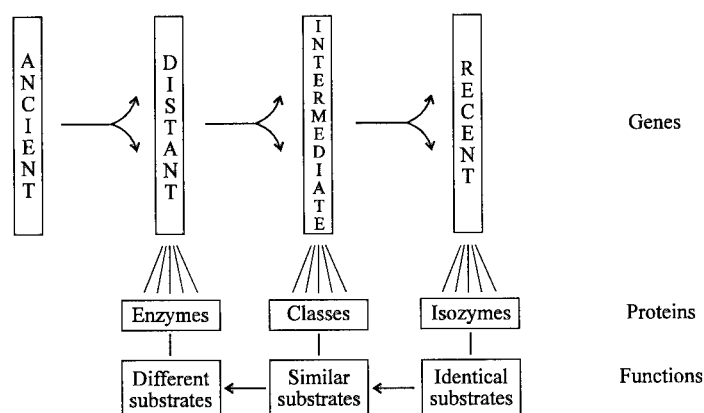 ANCIENT
DISTANT
INTERMEDIATE
RECENT
Genes
Enzymes
Classes
Isozymes
Proteins
Different
substrates
Similar
substrates
Identical
substrates
Functions